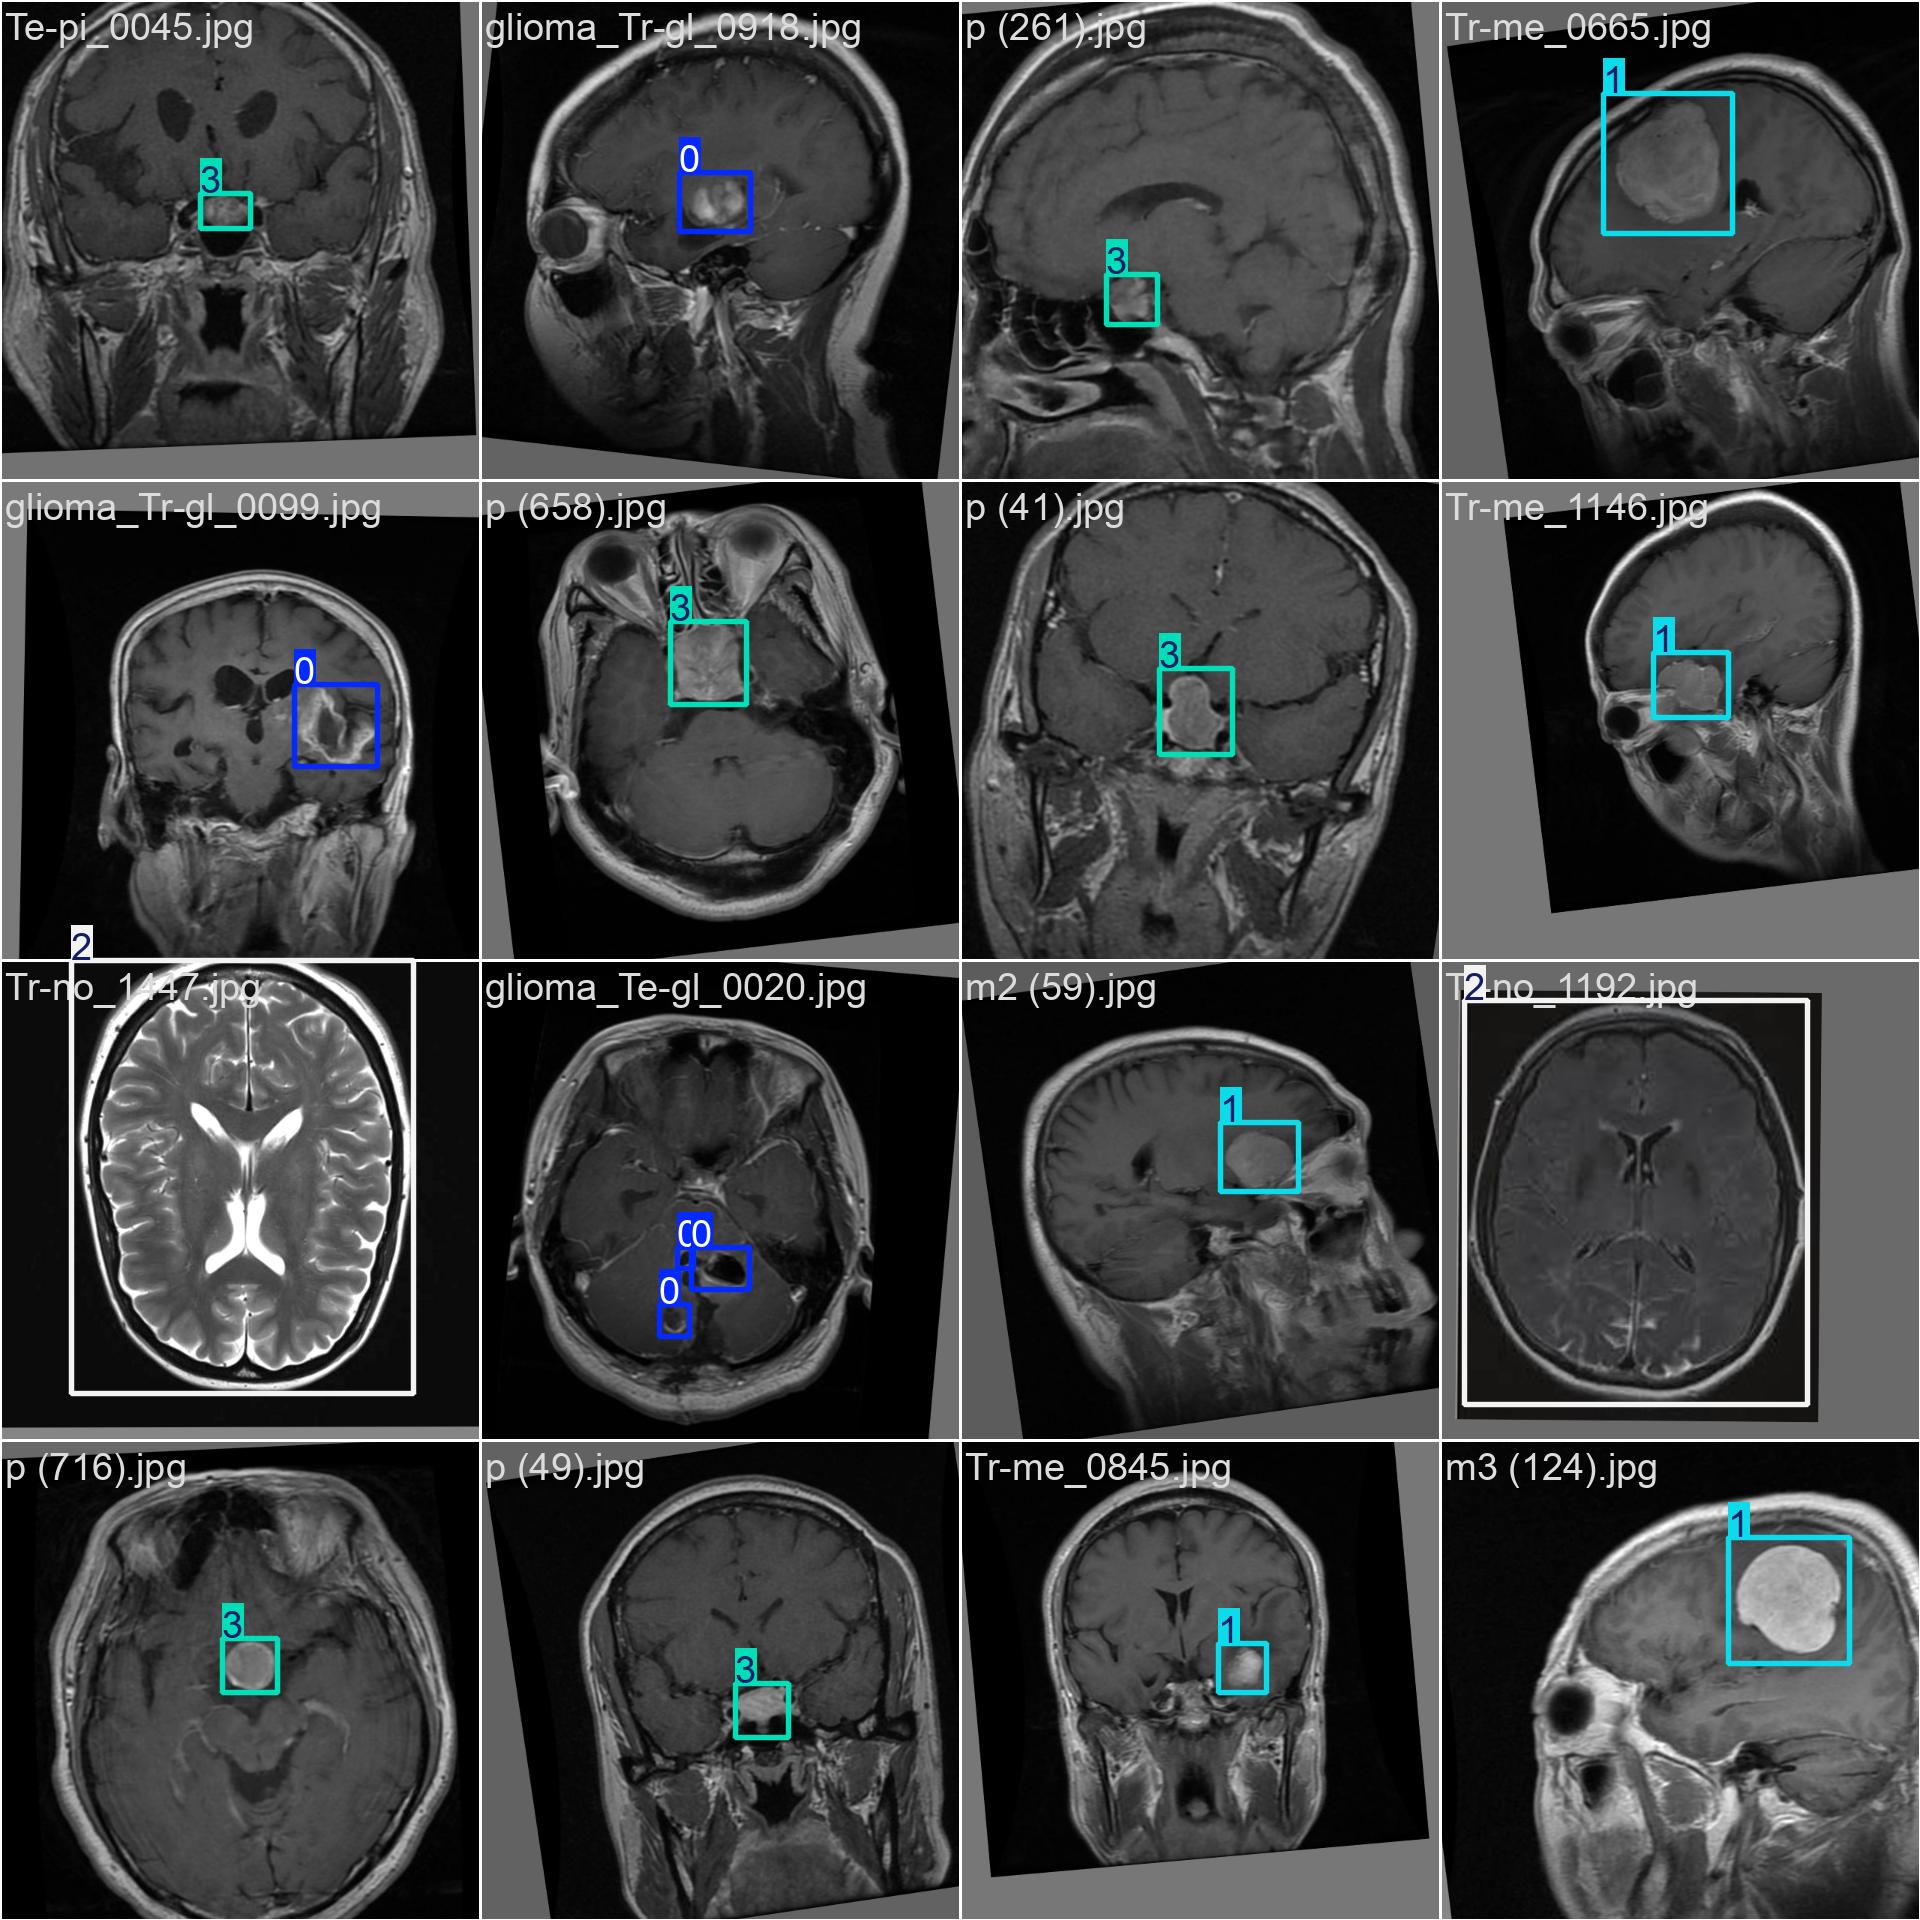 Te-pi_0045.jpg
3
glioma_Tr-gl_0918.jpg
0
p (261).jpg
3
Tr-me_0665.jpg
1
glioma_Tr-gl_0099.jpg
0
p (658).jpg
3
p (41).jpg
3
Tr-me_1146.jpg
1
2
Tr-no_1447.jpg
glioma_Te-gl_0020.jpg
0
0
0
m2 (59).jpg
1
2
no_1192.jpg
p (716).jpg
3
p (49).jpg
3
Tr-me_0845.jpg
1
m3 (124).jpg
1